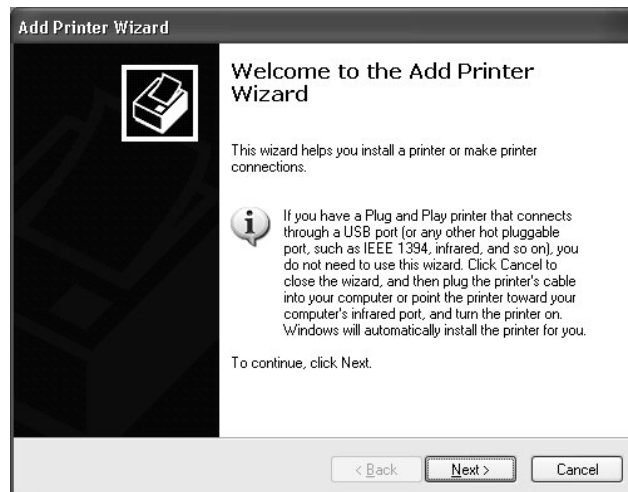 Add Printer Wizard
Welcome to the Add Printer
Wizard
This wizard helps you install a printer or make printer
connections.
If you have a Plug and Play printer that connects
through a USB port (or any other hot pluggable
port, such as IEEE 1394, infrared, and so on), you
do not need to use this wizard. Click Cancel to
close the wizard, and then plug the printer's cable
into your computer or point the printer toward your
computer's infrared port, and turn the printer on.
Windows will automatically install the printer for you.
To continue, click Next.
< Back Next > Cancel